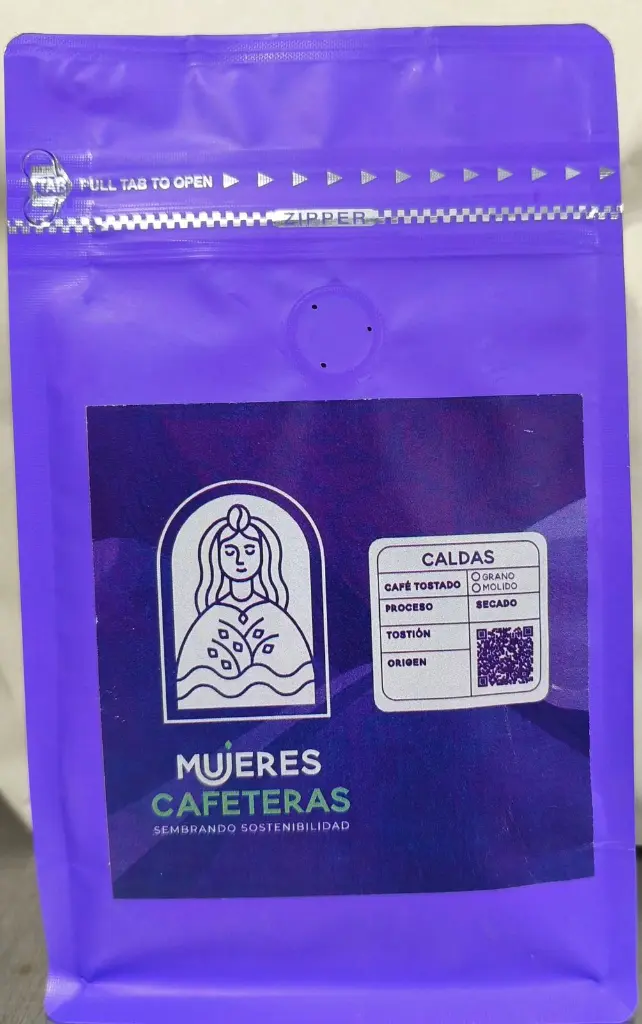 TAB PULL TAB TO OPEN
ZIPPER
CALDAS
CAFÉ TOSTADO
GRANO
MOLIDO
PROCESO
SECADO
TOSTIÓN
ORIGEN
MUJERES
CAFETERAS
SEMBRANDO SOSTENIBILIDAD